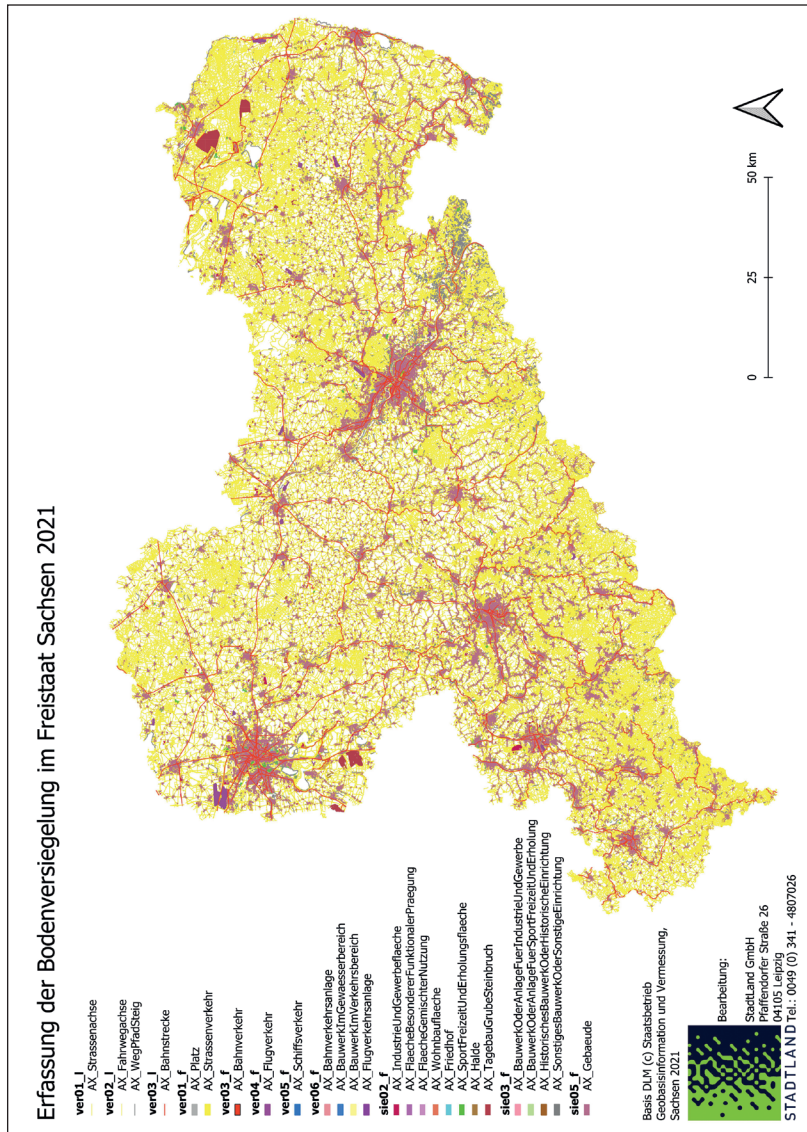 Erfassung der Bodenversiegelung im Freistaat Sachsen 2021
ver01_l
AX_Strassenachse
ver02_l
AX_Fahrwegachse
AX_WegPfadSteig
ver03_l
AX_Bahnstrecke
ver01_f
AX_Platz
AX_Strassenverkehr
ver03_f
AX_Bahnverkehr
ver04_f
AX_Flugverkehr
ver05_f
AX_Schiffsverkehr
ver06_f
AX_Bahnverkehrsanlage
AX_BauwerkImGewaesserbereich
AX_BauwerkImVerkehrsbereich
AX_Flugverkehrsanlage
sie02_f
AX_IndustrieUndGewerbeflaeche
AX_FlaecheBesondererFunktionalerPraegung
AX_FlaecheGemischterNutzung
AX_Wohnbauflaeche
AX_Friedhof
AX_SportFreizeitUndErholungsflaeche
AX_Halde
AX_TagebauGrubeSteinbruch
sie03_f
AX_BauwerkOderAnlageFuerIndustrieUndGewerbe
AX_BauwerkOderAnlageFuerSportFreizeitUndErholung
AX_HistorischesBauwerkOderHistorischeEinrichtung
AX_SonstigesBauwerkOderSonstigeEinrichtung
sie05_f
AX_Gebaeude
Basis DLM (c) Staatsbetrieb
Geobasisinformation und Vermessung,
Sachsen 2021
Bearbeitung:
StadtLand GmbH
Pfaffendorfer Straße 26
04105 Leipzig
Tel.: 0049 (0) 341 - 4807026
STADTLAND
0 25 50 km